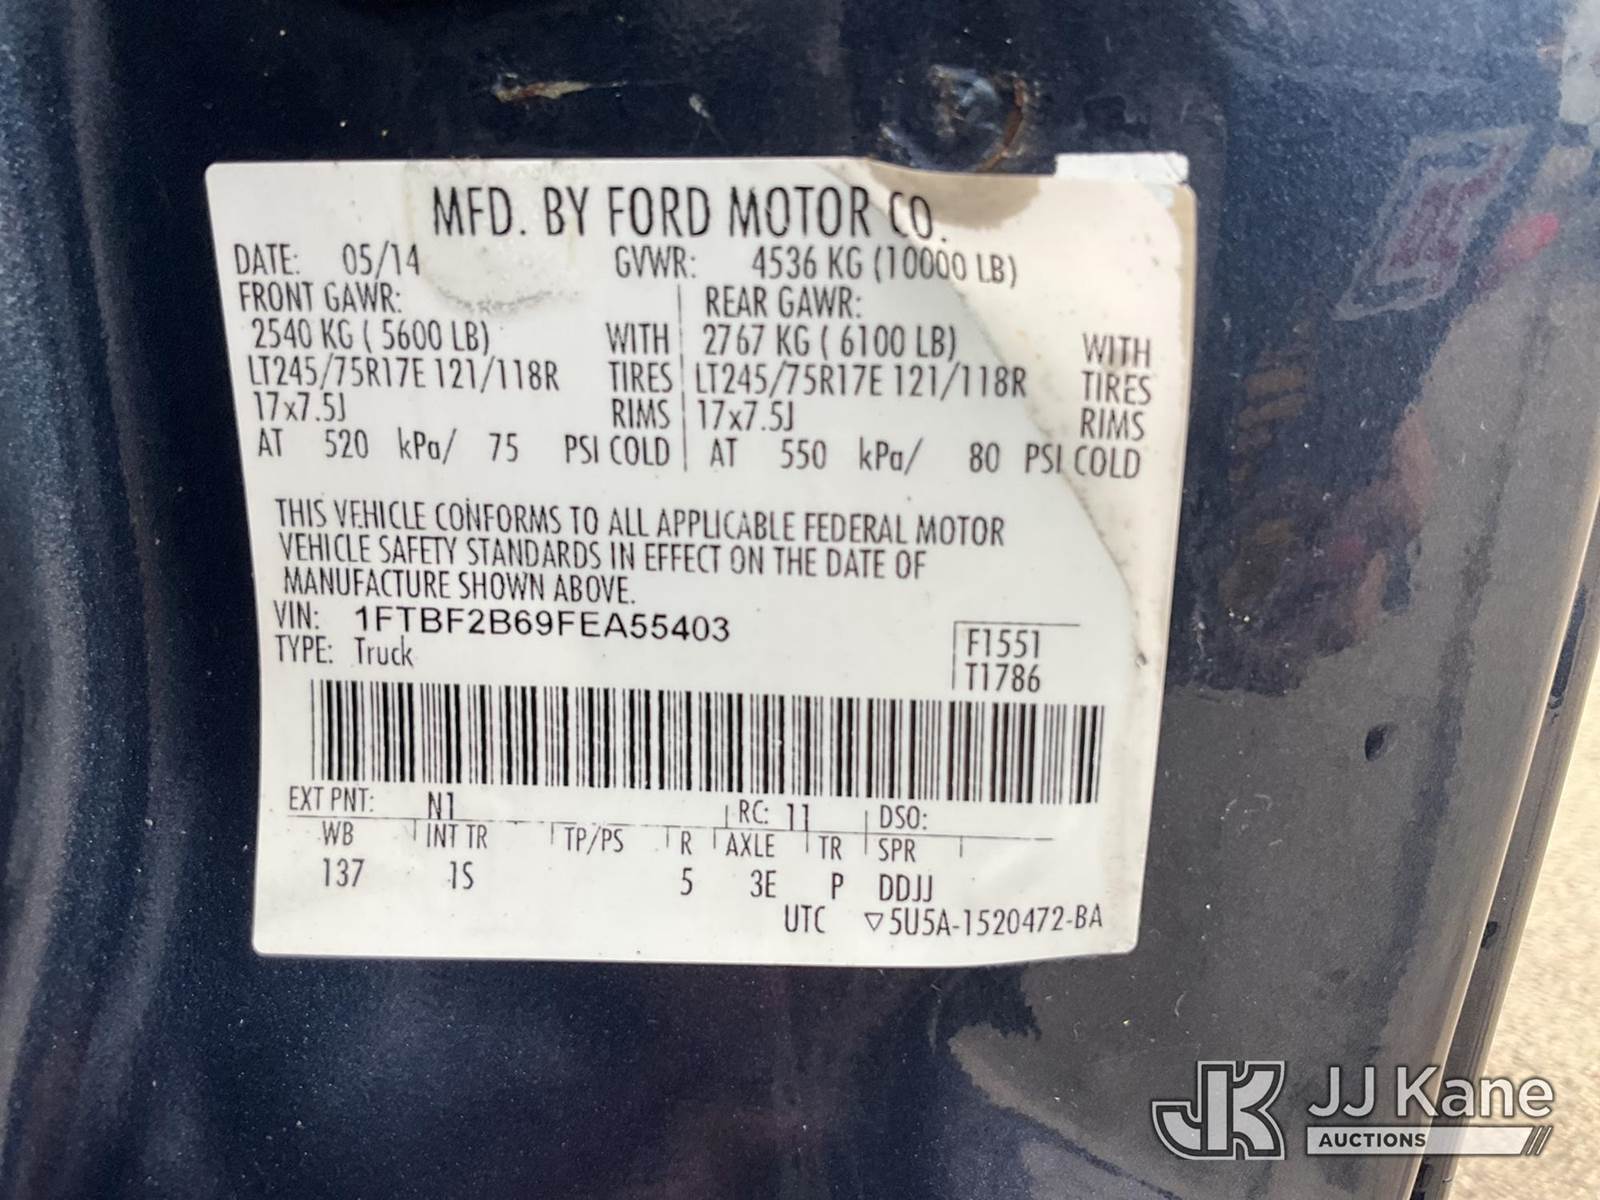 MFD. BY FORD MOTOR CO.
DATE: 05/14 GVWR: 4536 KG (10000 LB)
FRONT GAWR: REAR GAWR:
2540 KG ( 5600 LB) WITH 2767 KG ( 6100 LB) WITH
LT245/75R17E 121/118R TIRES LT245/75R17E 121/118R TIRES
17x7.5J RIMS 17x7.5J RIMS
AT 520 kPa/ 75 PSI COLD AT 550 kPa/ 80 PSI COLD
THIS VEHICLE CONFORMS TO ALL APPLICABLE FEDERAL MOTOR
VEHICLE SAFETY STANDARDS IN EFFECT ON THE DATE OF
MANUFACTURE SHOWN ABOVE.
VIN: 1FTBF2B69FEA55403
TYPE: Truck
F1551
T1786
EXT PNT: N1 RC: 11 DSO:
WB INT TR TP/PS R AXLE TR SPR
137 1S 5 3E P DDJJ
UTC ▽5U5A-1520472-BA
JK JJ Kane
AUCTIONS